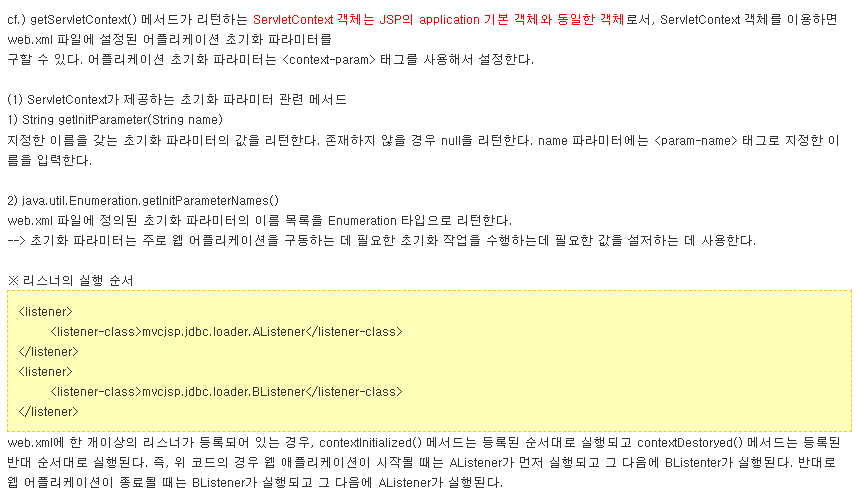 cf.) getServletContext() 메서드가 리턴하는 ServletContext 객체는 JSP의 application 기본 객체와 동일한 객체로서, ServletContext 객체를 이용하면
web.xml 파일에 설정된 어플리케이션 초기화 파라미터를
구할 수 있다. 어플리케이션 초기화 파라미터는 <context-param> 태그를 사용해서 설정한다.
(1) ServletContext가 제공하는 초기화 파라미터 관련 메서드
1) String getInitParameter(String name)
지정한 이름을 갖는 초기화 파라미터의 값을 리턴한다. 존재하지 않을 경우 null을 리턴한다. name 파라미터에는 <param-name> 태그로 지정한 이
름을 입력한다.
2) java.util.Enumeration.getInitParameterNames()
web.xml 파일에 정의된 초기화 파라미터의 이름 목록을 Enumeration 타입으로 리턴한다.
--> 초기화 파라미터는 주로 웹 어플리케이션을 구동하는 데 필요한 초기화 작업을 수행하는데 필요한 값을 설저하는 데 사용한다.
※ 리스너의 실행 순서
<listener>
<listener-class>mvcjsp.jdbc.loader.AListener</listener-class>
</listener>
<listener>
<listener-class>mvcjsp.jdbc.loader.BListener</listener-class>
</listener>
web.xml에 한 개이상의 리스너가 등록되어 있는 경우, contextInitialized() 메서드는 등록된 순서대로 실행되고 contextDestoryed() 메서드는 등록된
반대 순서대로 실행된다. 즉, 위 코드의 경우 웹 애플리케이션이 시작될 때는 AListener가 먼저 실행되고 그 다음에 BListenter가 실행된다. 반대로
웹 어플리케이션이 종료될 때는 BListener가 실행되고 그 다음에 AListener가 실행된다.